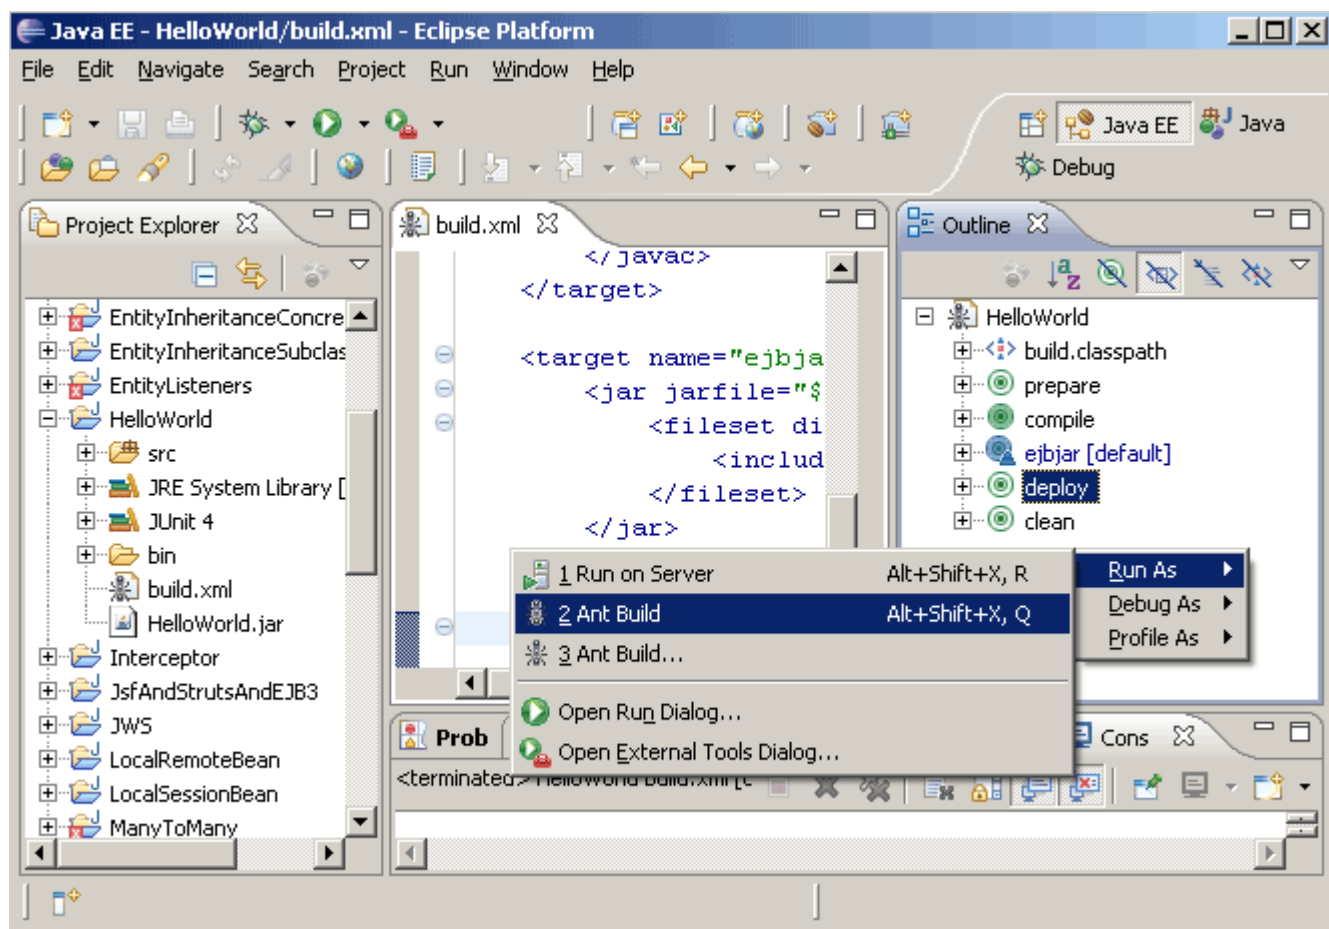 Java EE - HelloWorld/build.xml - Eclipse Platform
File Edit Navigate Search Project Run Window Help
Java EE
Java
Debug
Project Explorer
EntityInheritanceConcre
EntityInheritanceSubclas
EntityListeners
HelloWorld
src
JRE System Library [
JUnit 4
bin
build.xml
HelloWorld.jar
Interceptor
JsfAndStrutsAndEJB3
JWS
LocalRemoteBean
LocalSessionBean
ManyToMany
build.xml
</javac>
</target>
<target name="ejbja
<jar jarfile="$
<fileset di
<includ
</fileset>
</jar>
Outline
HelloWorld
build.classpath
prepare
compile
ejbjar [default]
deploy
clean
Run As
Debug As
Profile As
1 Run on Server Alt+Shift+X, R
2 Ant Build Alt+Shift+X, Q
3 Ant Build...
Open Run Dialog...
Open External Tools Dialog...
Prob
Cons
<terminated> HelloWorld build.xml [C